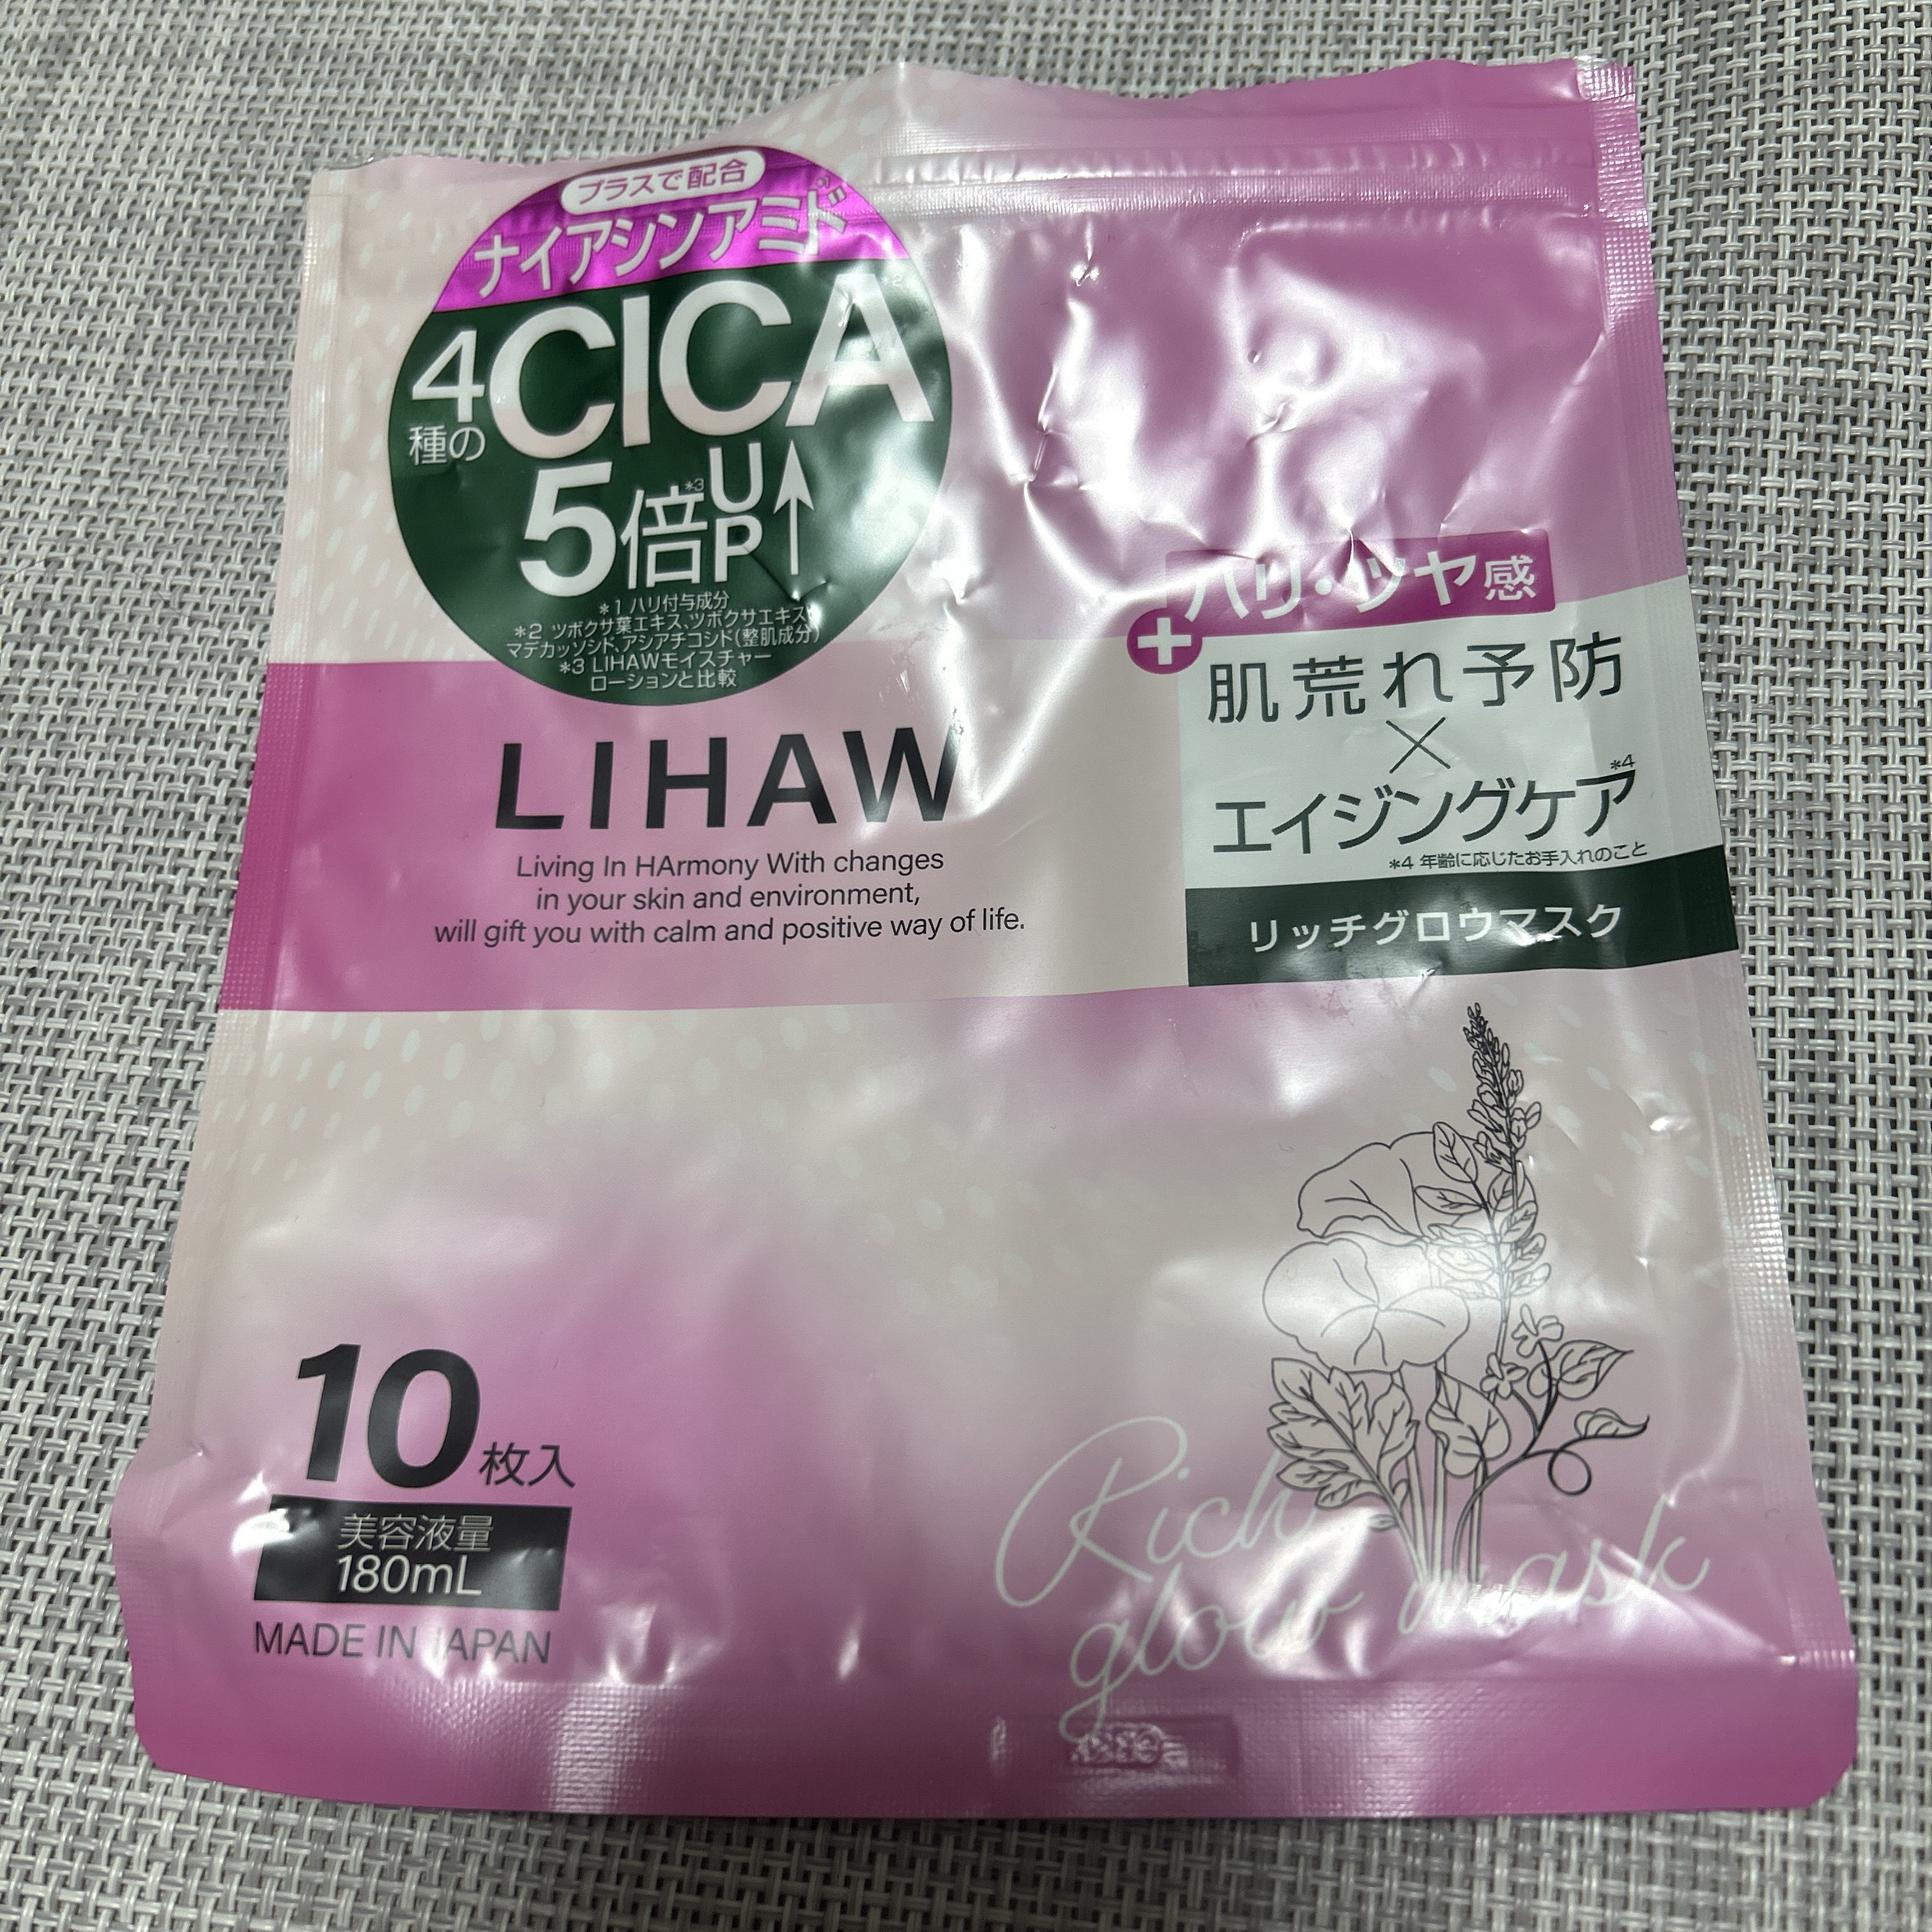 プラスで配合
ナイアシンアミド
4種のCICA
5倍*3 UP
*1 ハリ付与成分
*2 ツボクサ葉エキス、ツボクサエキス、
マデカッソシド、アシアチコシド(整肌成分)
*3 LIHAWモイスチャー
ローションと比較
LIHAW
Living In HArmony With changes
in your skin and environment,
will gift you with calm and positive way of life.
+ハリ・ツヤ感
肌荒れ予防
×
エイジングケア*4
*4 年齢に応じたお手入れのこと
リッチグロウマスク
10枚入
美容液量
180mL
MADE IN JAPAN
Rich
glow mask